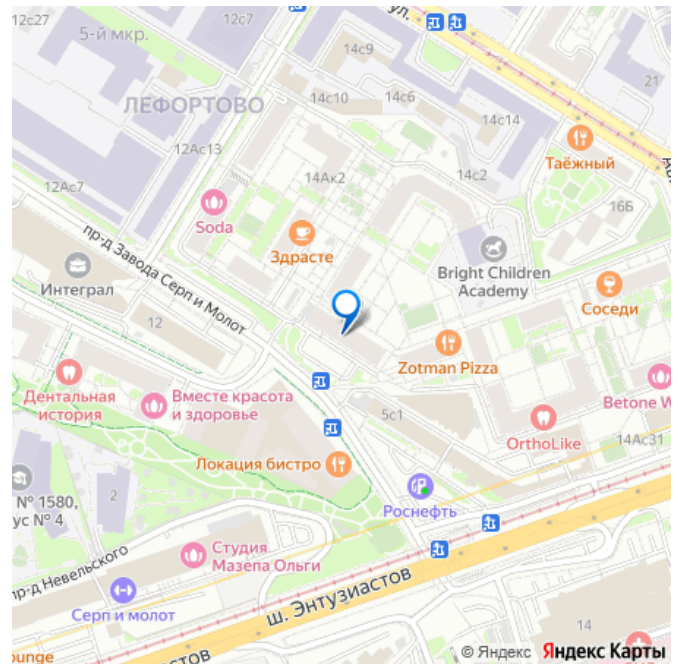 12с27
12с7
ул.
5-й мкр.
14с9
21
14с10
14с6
ЛЕФОРТОВО
14с14
12Ас13
Таёжный
12Ас7
14Ак2
14с2
16Б
Soda
пр-д Завода Серп и Молот
Здрасте
Bright Children
Academy
Интеграл
Соседи
12
Zotman Pizza
Дентальная
история
Вместе красота
и здоровье
Betone W
5с1
OrthoLike
14Ас31
Локация бистро
№ 1580,
ус № 4
2
Роснефть
Студия
Мазепа Ольги
пр-д Невельского
ш. Энтузиастов
Серп и молот
14
ounge
© Яндекс Яндекс Карты